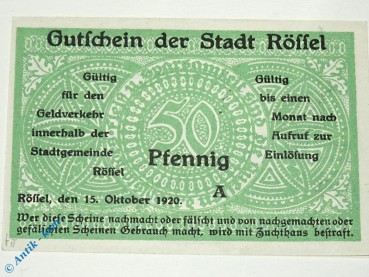 Gutschein der Stadt Rössel
Gültig
für den
Geldverkehr
innerhalb der
Stadtgemeinde
Rössel
50
Pfennig
A
Gültig
bis einen
Monat nach
Aufruf zur
Einlösung
Rössel, den 15. Oktober 1920.
Wer diese Scheine nachmacht oder fälscht und von nachgemachten oder
gefälschten Scheinen Gebrauch macht, wird mit Zuchthaus bestraft.